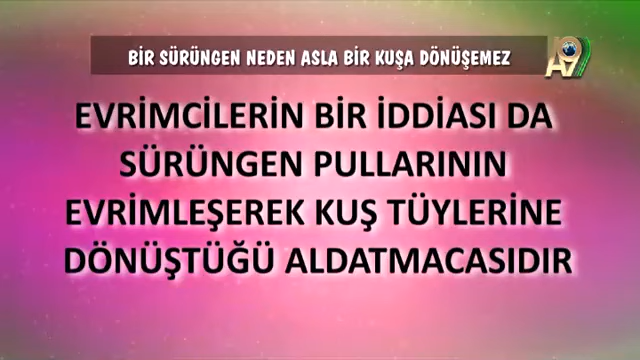 BİR SÜRÜNGEN NEDEN ASLA BİR KUŞA DÖNÜŞEMEZ
A9
EVRİMCİLERİN BİR İDDİASI DA
SÜRÜNGEN PULLARININ
EVRİMLEŞEREK KUŞ TÜYLERİNE
DÖNÜŞTÜĞÜ ALDATMACASIDIR